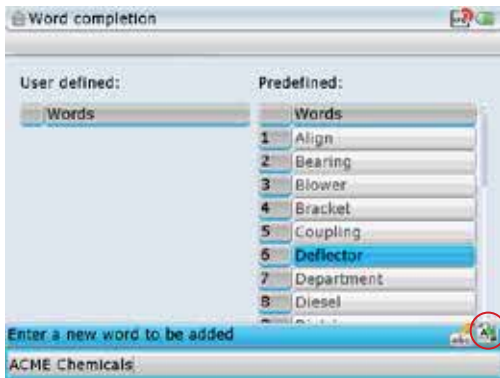 Word completion
User defined:
Predefined:
Words
Words
1 Align
2 Bearing
3 Blower
4 Bracket
5 Coupling
6 Deflector
7 Department
8 Diesel
Enter a new word to be added
abc
ACME Chemicals